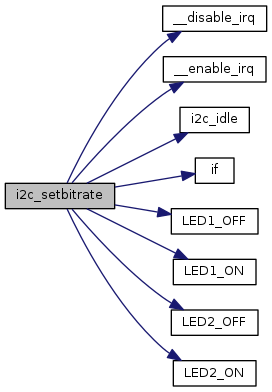 __disable_irq
__enable_irq
i2c_idle
if
i2c_setbitrate
LED1_OFF
LED1_ON
LED2_OFF
LED2_ON